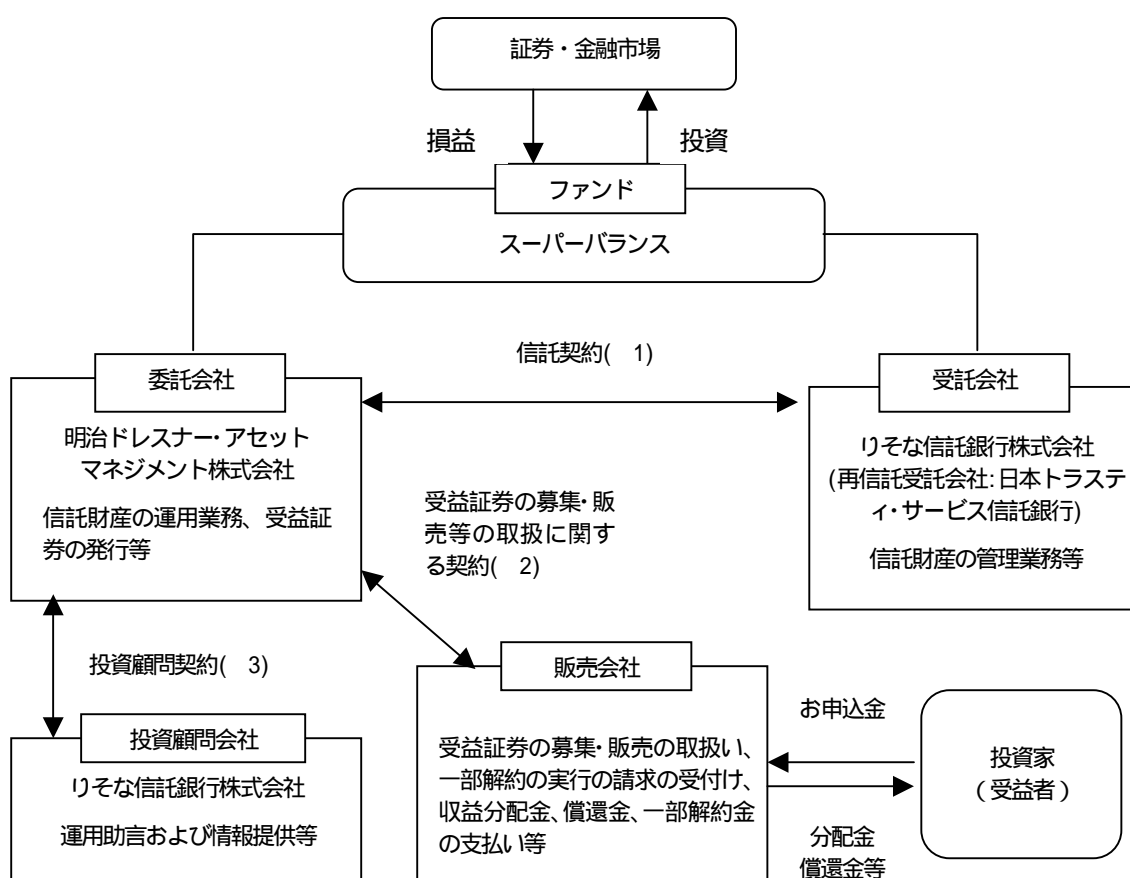 証券・金融市場
損益
投資
ファンド
スーパーバランス
信託契約(　1)
委託会社
明治ドレスナー・アセット
マネジメント株式会社
信託財産の運用業務、受益証
券の発行等
受託会社
りそな信託銀行株式会社
(再信託受託会社:日本トラステ
ィ・サービス信託銀行)
信託財産の管理業務等
受益証券の募集・販
売等の取扱に関す
る契約(　2)
投資顧問契約(　3)
投資顧問会社
りそな信託銀行株式会社
運用助言および情報提供等
販売会社
受益証券の募集・販売の取扱い、
一部解約の実行の請求の受付け、
収益分配金、償還金、一部解約金
の支払い等
お申込金
分配金
償還金等
投資家
（受益者）